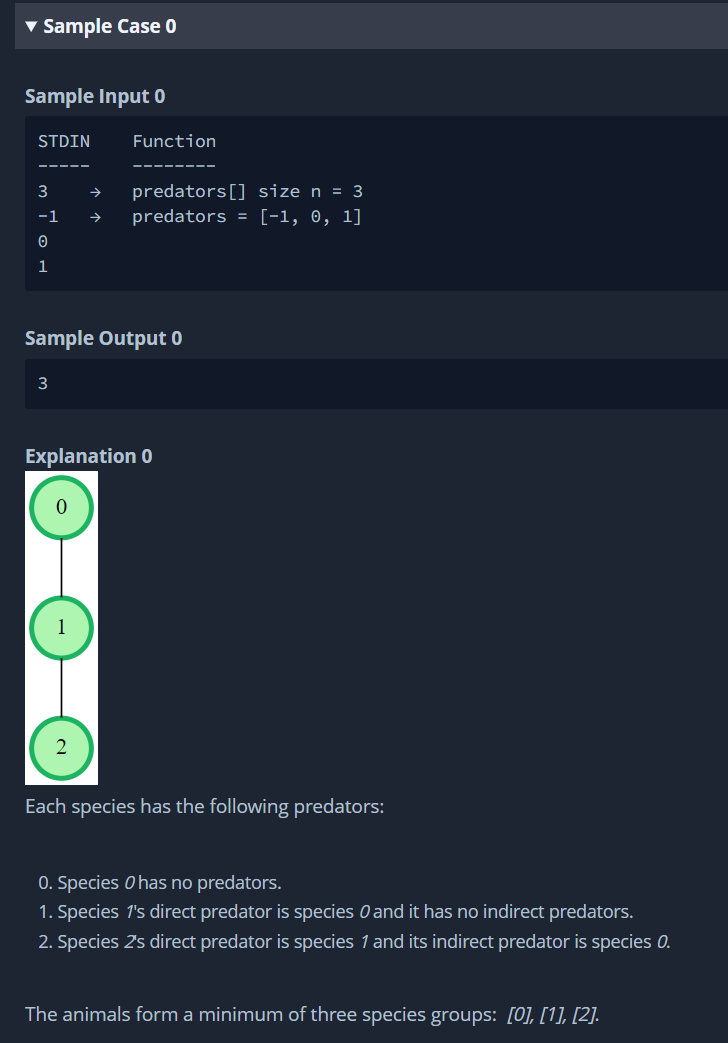 ▼ Sample Case 0
Sample Input 0
STDIN    Function
-----    --------
3    →   predators[] size n = 3
-1   →   predators = [-1, 0, 1]
0
1
Sample Output 0
3
Explanation 0
0
1
2
Each species has the following predators:
0. Species 0 has no predators.
1. Species 1's direct predator is species 0 and it has no indirect predators.
2. Species 2's direct predator is species 1 and its indirect predator is species 0.
The animals form a minimum of three species groups: [0], [1], [2].